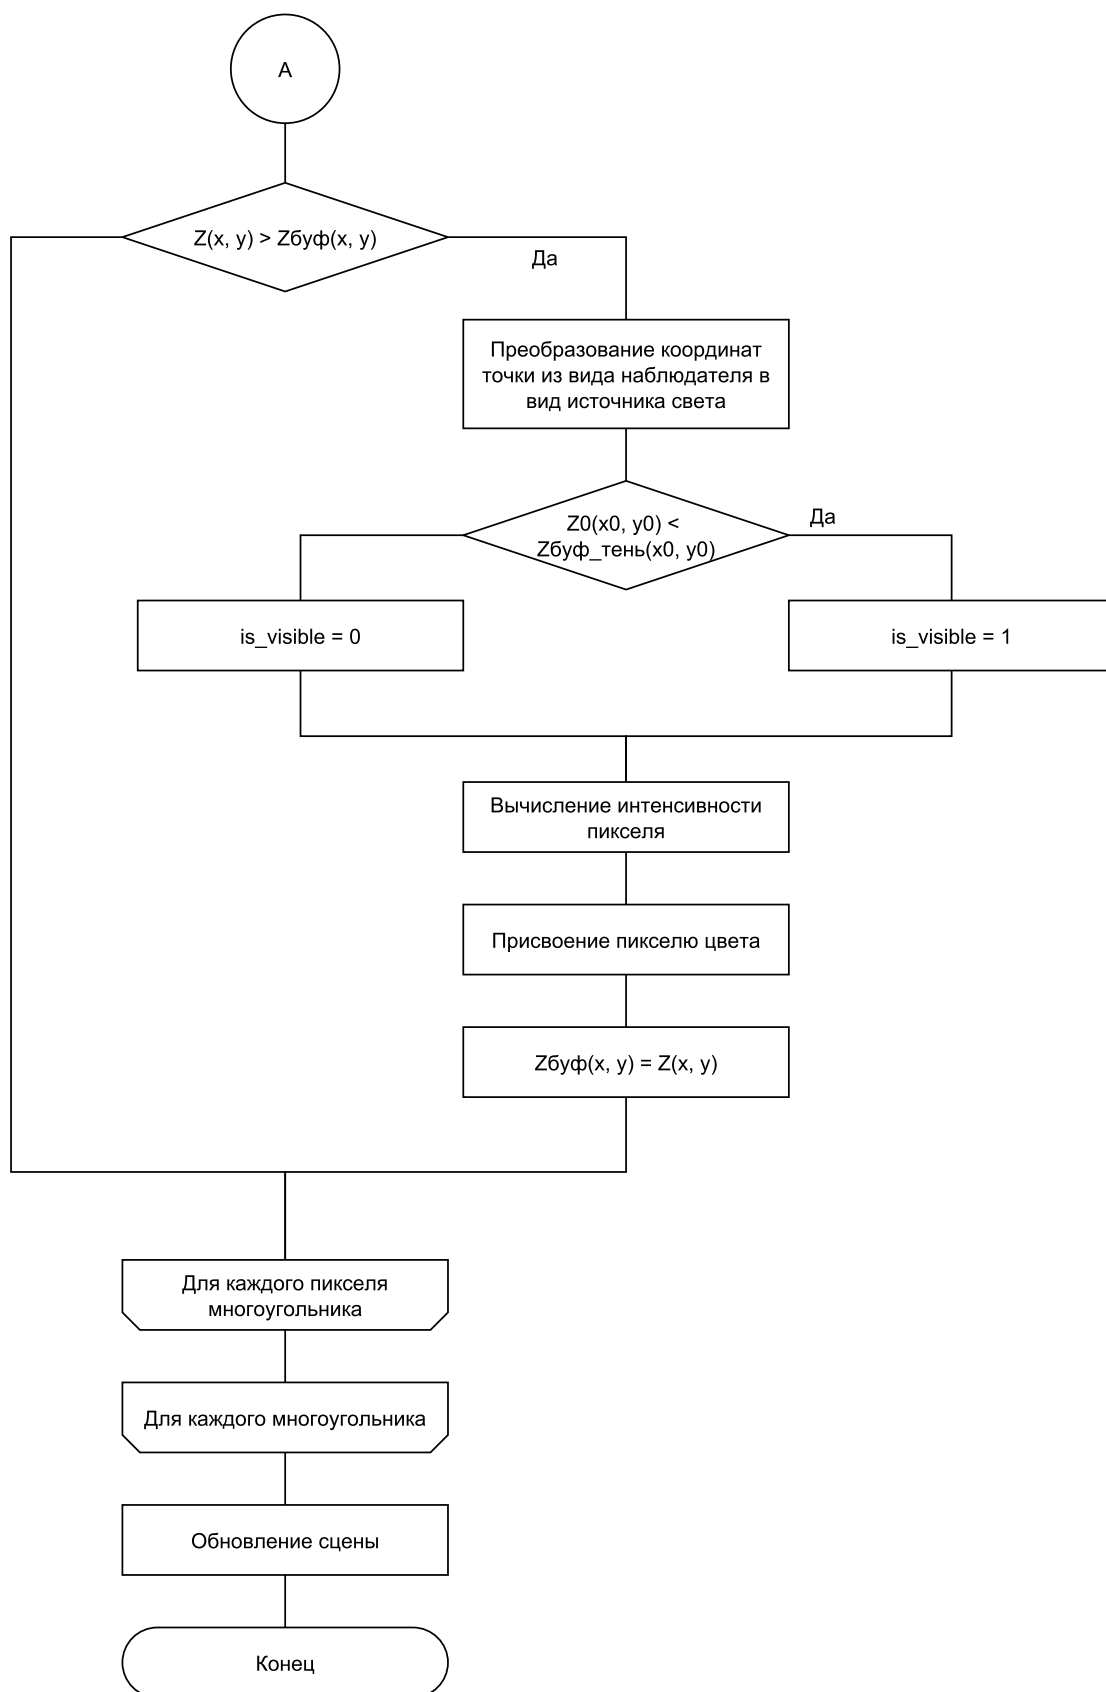 A
Z(x, y) > Zбуф(x, y)
Да
Преобразование координат
точки из вида наблюдателя в
вид источника света
Z0(x0, y0) <
Zбуф_тень(x0, y0)
Да
is_visible = 0
is_visible = 1
Вычисление интенсивности
пикселя
Присвоение пикселю цвета
Zбуф(x, y) = Z(x, y)
Для каждого пикселя
многоугольника
Для каждого многоугольника
Обновление сцены
Конец